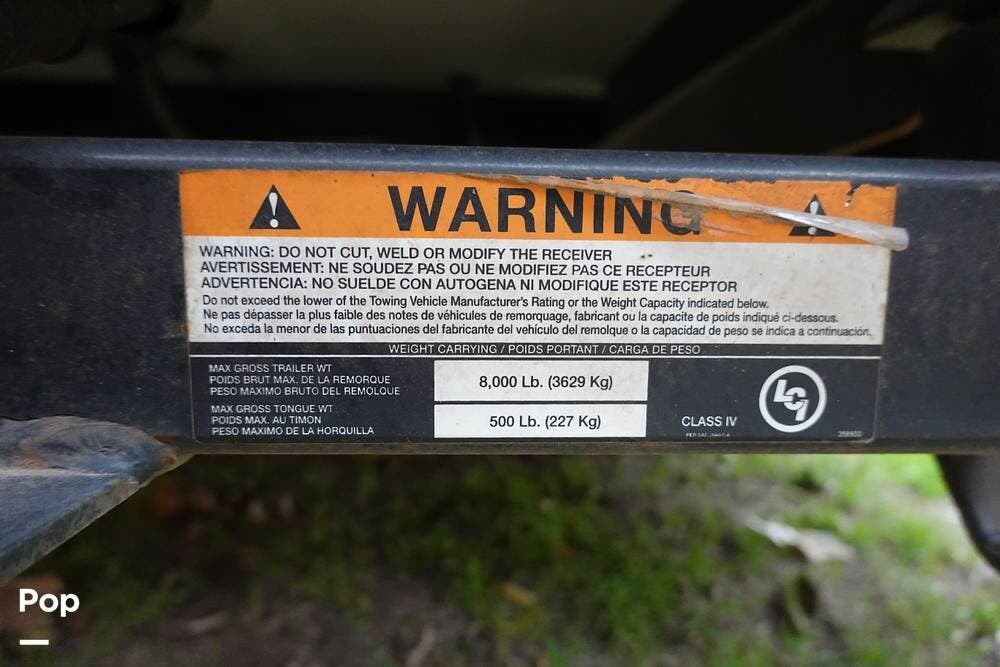 WARNING
WARNING: DO NOT CUT, WELD OR MODIFY THE RECEIVER
AVERTISSEMENT: NE SOUDEZ PAS OU NE MODIFIEZ PAS CE RECEPTEUR
ADVERTENCIA: NO SUELDE CON AUTOGENA NI MODIFIQUE ESTE RECEPTOR
Do not exceed the lower of the Towing Vehicle Manufacturer's Rating or the Weight Capacity indicated below.
Ne pas dépasser la plus faible des notes de véhicules de remorquage, fabricant ou la capacite de poids indiqué ci-dessous.
No exceda la menor de las puntuaciones del fabricante del vehículo del remolque o la capacidad de peso se indica a continuación.
WEIGHT CARRYING / POIDS PORTANT / CARGA DE PESO
MAX GROSS TRAILER WT
POIDS BRUT MAX. DE LA REMORQUE
PESO MAXIMO BRUTO DEL REMOLQUE
8,000 Lb. (3629 Kg)
MAX GROSS TONGUE WT
POIDS MAX. AU TIMON
PESO MAXIMO DE LA HORQUILLA
500 Lb. (227 Kg)
CLASS IV
LCI
Pop